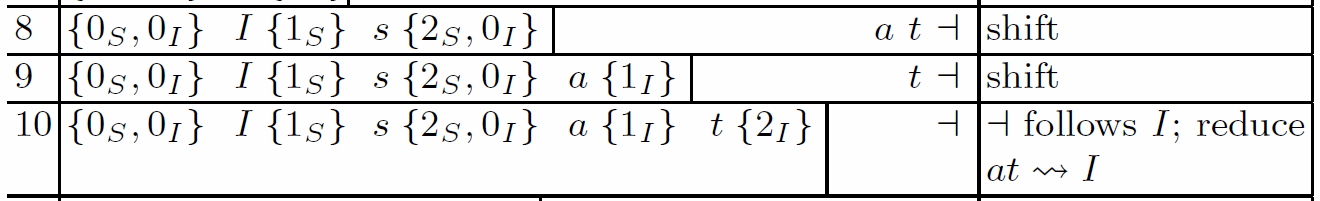 8 {0_S, 0_I} I {1_S} s {2_S, 0_I} a t ⊣ shift
9 {0_S, 0_I} I {1_S} s {2_S, 0_I} a {1_I} t ⊣ shift
10 {0_S, 0_I} I {1_S} s {2_S, 0_I} a {1_I} t {2_I} ⊣ ⊣ follows I; reduce
at ⇝ I